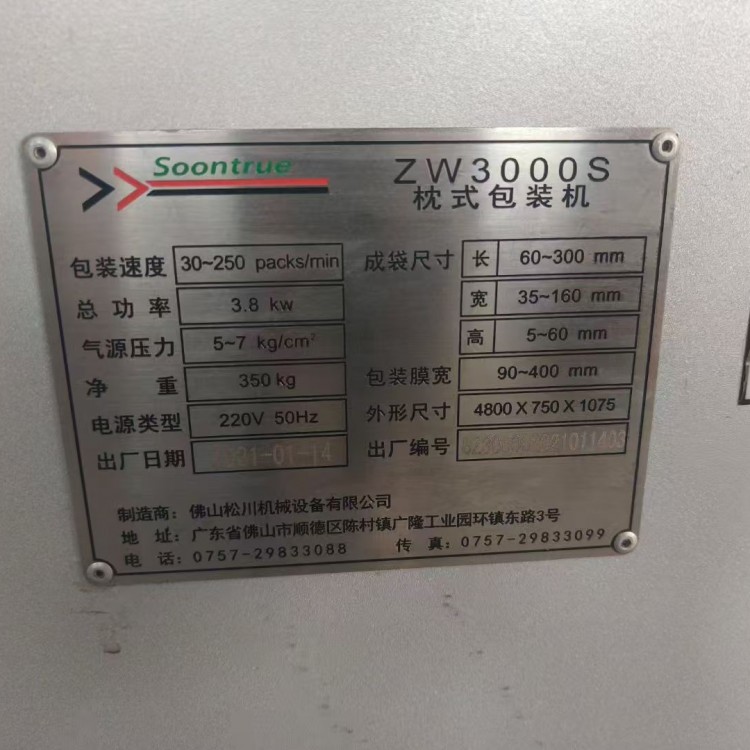 Soontrue
ZW3000S
枕式包装机
包装速度 30~250 packs/min
总功率 3.8 kw
气源压力 5~7 kg/cm²
净重 350kg
电源类型 220V 50Hz
出厂日期 2021-01-14
成袋尺寸 长 60~300 mm
宽 35~160 mm
高 5~60 mm
包装膜宽 90~400 mm
外形尺寸 4800X750X1075
出厂编号
制造商：佛山松川机械设备有限公司
地址：广东省佛山市顺德区陈村镇广隆工业园环镇东路3号
电话：0757-29833088 传真：0757-29833099